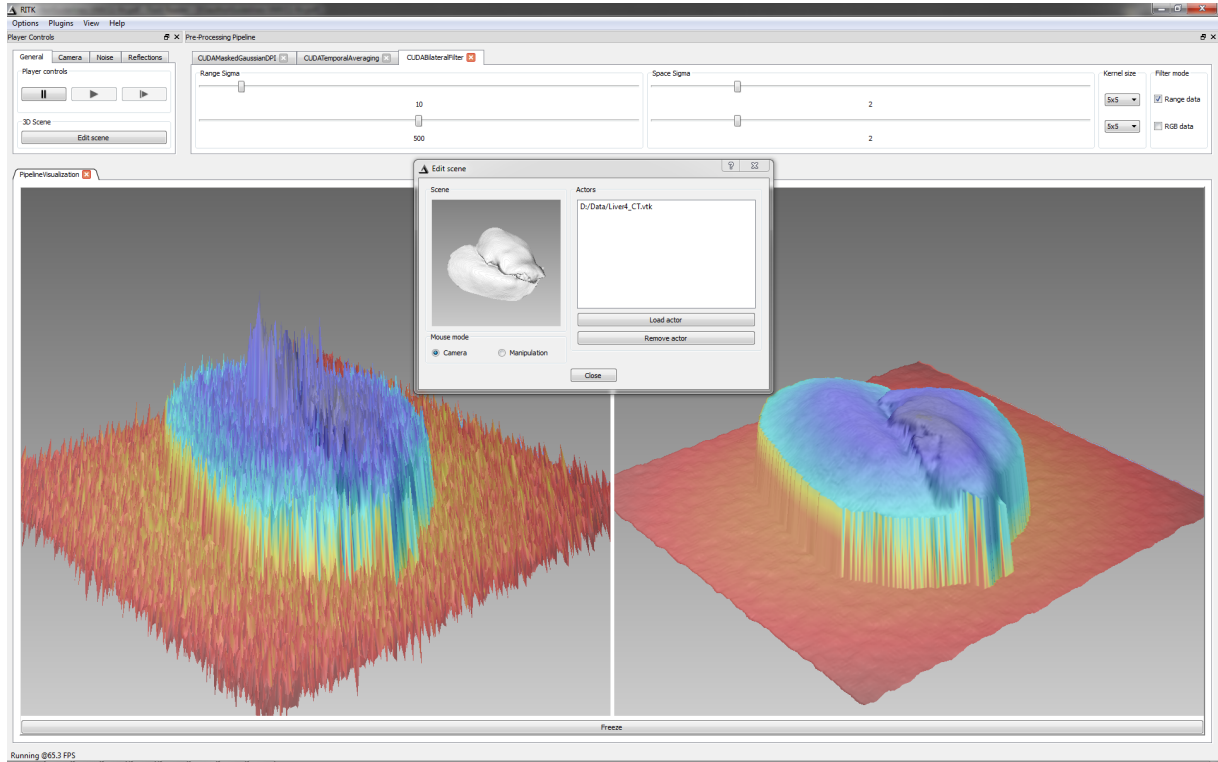 RITK
Options Plugins View Help
Player Controls
Pre-Processing Pipeline
General Camera Noise Reflections
CUDAMaskedGaussianDPI CUDATemporalAveraging CUDABilateralFilter
Player controls
Range Sigma
Space Sigma
Kernel size
Filter mode
10
2
5x5
Range data
3D Scene
Edit scene
500
2
5x5
RGB data
PipelineVisualization
Edit scene
Scene
Actors
D:/Data/Liver4_CT.vtk
Load actor
Remove actor
Mouse mode
Camera Manipulation
Close
Freeze
Running @65.3 FPS